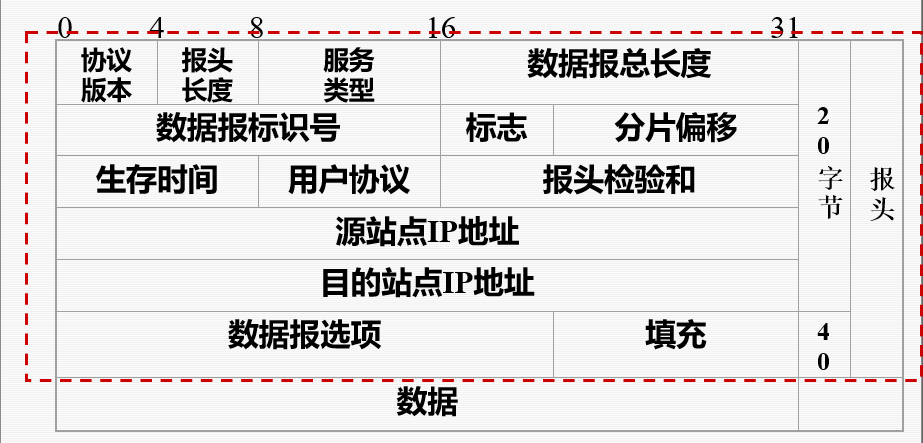 0 4 8 16 31
协议 报头 服务 数据报总长度
版本 长度 类型
数据报标识号 标志 分片偏移
生存时间 用户协议 报头检验和
源站点IP地址
目的站点IP地址
数据报选项 填充
数据
2
0
字
节
4
0
报
头